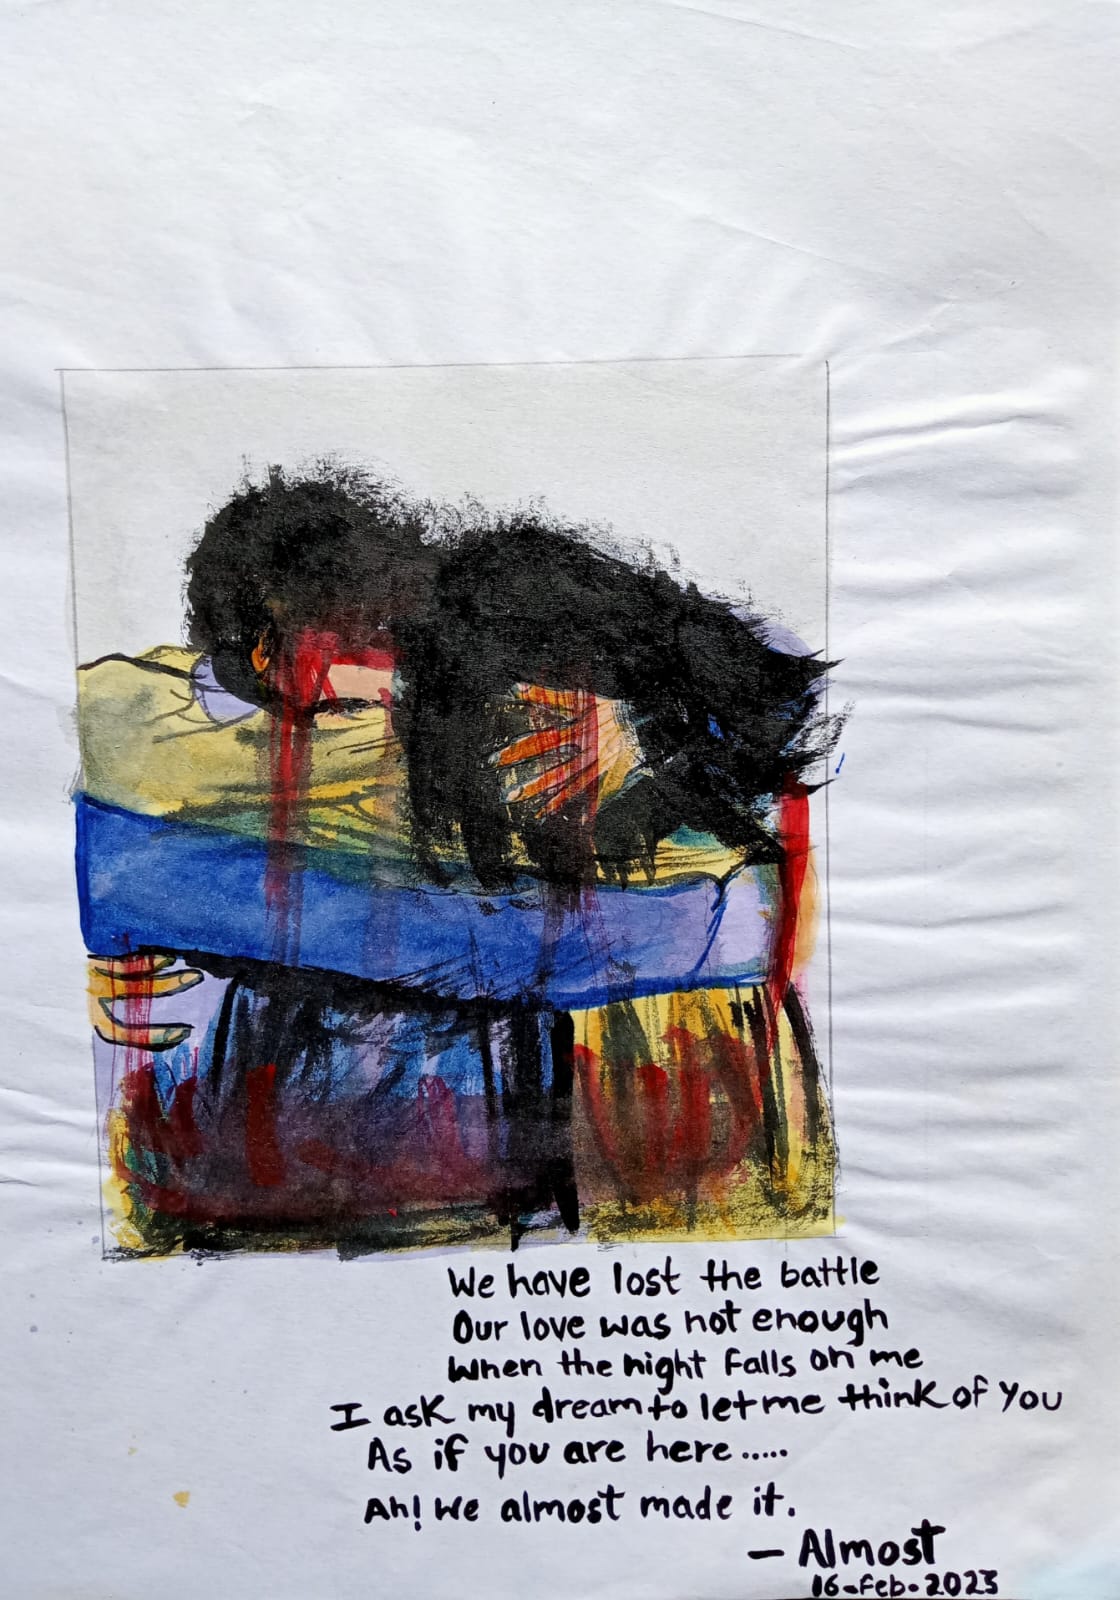 We have lost the battle
Our love was not enough
When the night falls on me
I ask my dream to let me think of you
As if you are here.....
Ah! We almost made it.
— Almost
16-Feb-2023